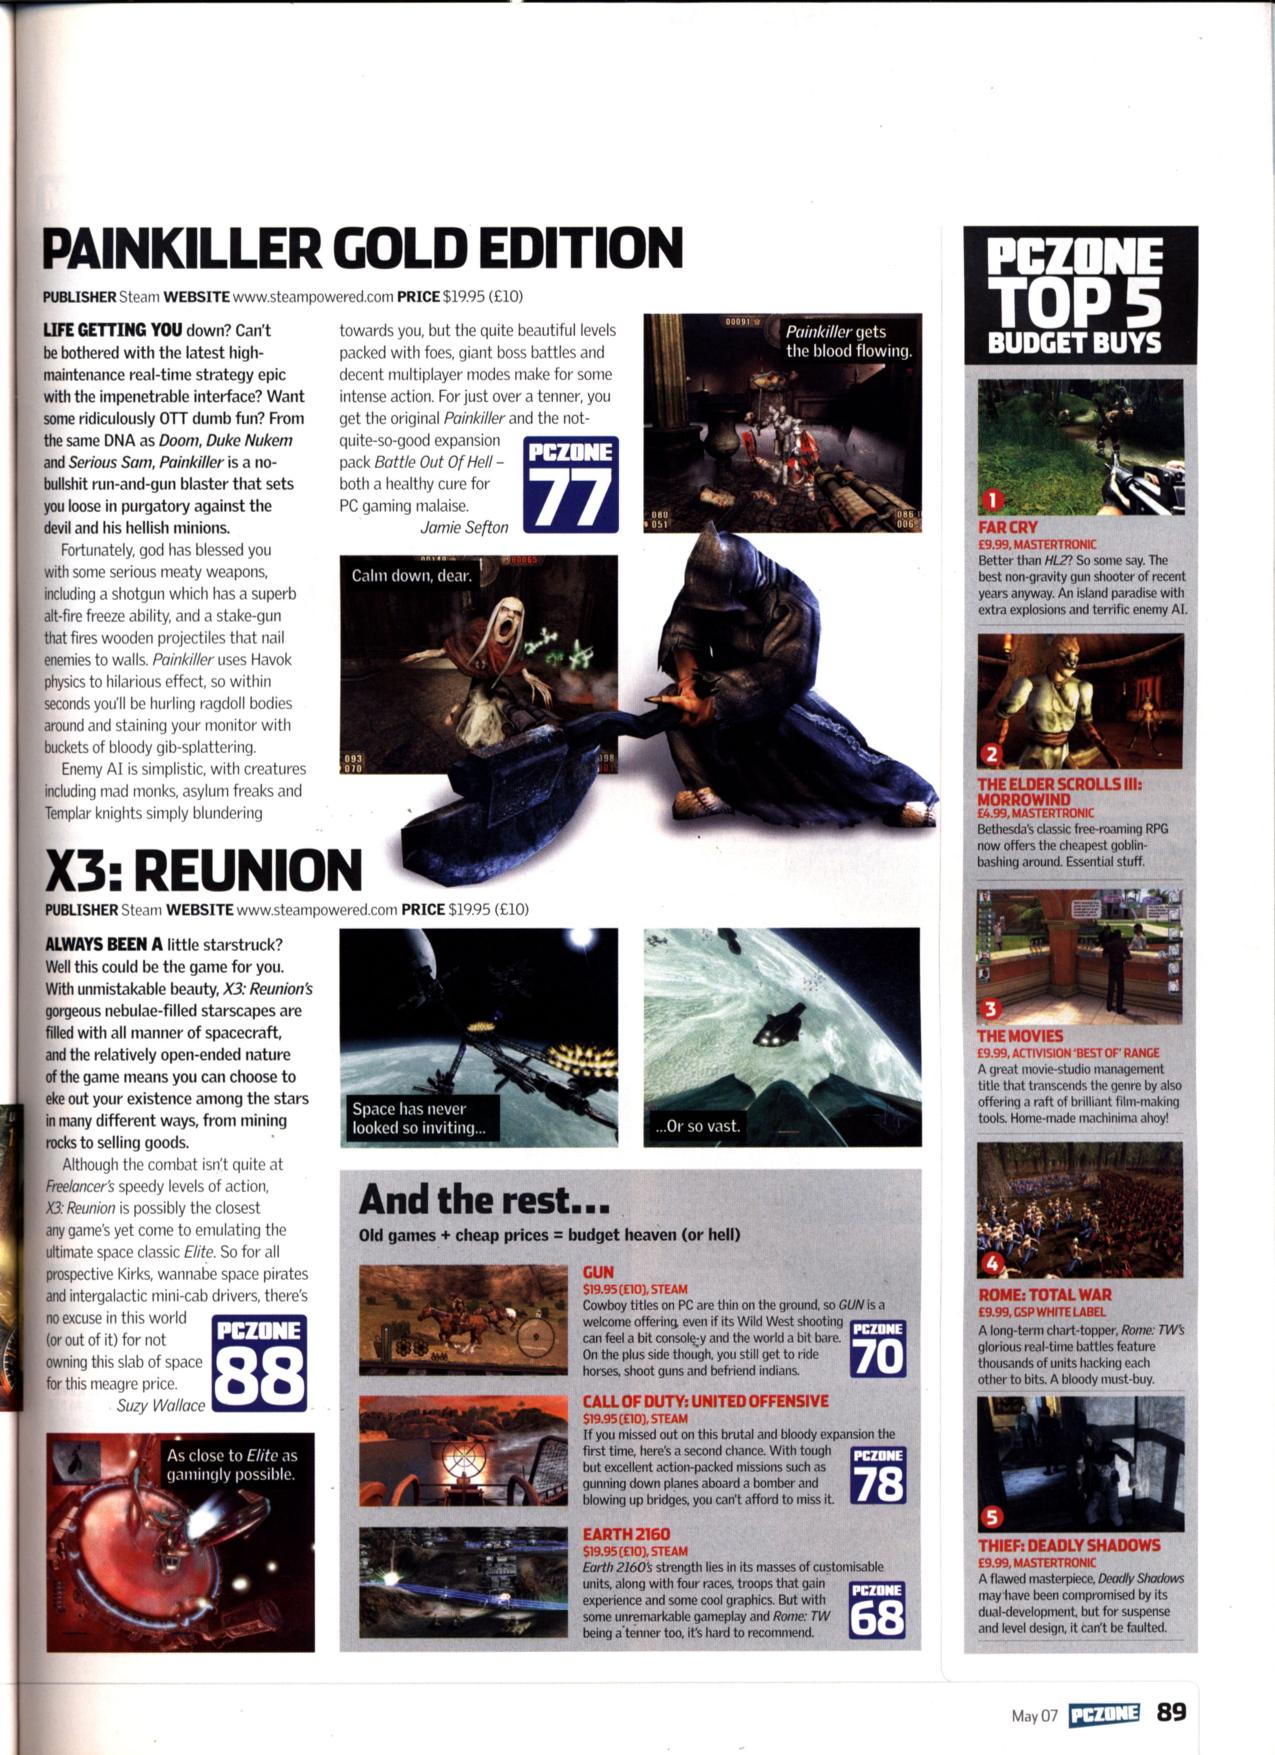 PAINKILLER GOLD EDITION
PUBLISHER Steam WEBSITE www.steampowered.com PRICE $19.95 (£10)
LIFE GETTING YOU down? Can't
be bothered with the latest high-
maintenance real-time strategy epic
with the impenetrable interface? Want
some ridiculously OTT dumb fun? From
the same DNA as Doom, Duke Nukem
and Serious Sam, Painkiller is a no-
bullshit run-and-gun blaster that sets
you loose in purgatory against the
devil and his hellish minions.
Fortunately, god has blessed you
with some serious meaty weapons,
including a shotgun which has a superb
alt-fire freeze ability, and a stake-gun
that fires wooden projectiles that nail
enemies to walls. Painkiller uses Havok
physics to hilarious effect, so within
seconds you'll be hurling ragdoll bodies
around and staining your monitor with
buckets of bloody gib-splattering.
Enemy AI is simplistic, with creatures
including mad monks, asylum freaks and
Templar knights simply blundering
towards you, but the quite beautiful levels
packed with foes, giant boss battles and
decent multiplayer modes make for some
intense action. For just over a tenner, you
get the original Painkiller and the not-
quite-so-good expansion
pack Battle Out Of Hell –
both a healthy cure for
PC gaming malaise.
Jamie Sefton
PCZONE
77
00091
Painkiller gets
the blood flowing.
080
051
086
006
Calm down, dear.
093
070
198
X3: REUNION
PUBLISHER Steam WEBSITE www.steampowered.com PRICE $19.95 (£10)
ALWAYS BEEN A little starstruck?
Well this could be the game for you.
With unmistakable beauty, X3: Reunion's
gorgeous nebulae-filled starscapes are
filled with all manner of spacecraft,
and the relatively open-ended nature
of the game means you can choose to
eke out your existence among the stars
in many different ways, from mining
rocks to selling goods.
Although the combat isn't quite at
Freelancer's speedy levels of action,
X3: Reunion is possibly the closest
any game's yet come to emulating the
ultimate space classic Elite. So for all
prospective Kirks, wannabe space pirates
and intergalactic mini-cab drivers, there's
no excuse in this world
(or out of it) for not
owning this slab of space
for this meagre price.
Suzy Wallace
PCZONE
88
As close to Elite as
gamingly possible.
Space has never
looked so inviting...
...Or so vast.
And the rest...
Old games + cheap prices = budget heaven (or hell)
GUN
$19.95 (£10), STEAM
Cowboy titles on PC are thin on the ground, so GUN is a
welcome offering, even if its Wild West shooting
can feel a bit console-y and the world a bit bare.
On the plus side though, you still get to ride
horses, shoot guns and befriend indians.
PCZONE
70
CALL OF DUTY: UNITED OFFENSIVE
$19.95 (£10), STEAM
If you missed out on this brutal and bloody expansion the
first time, here's a second chance. With tough
but excellent action-packed missions such as
gunning down planes aboard a bomber and
blowing up bridges, you can't afford to miss it.
PCZONE
78
EARTH 2160
$19.95 (£10), STEAM
Earth 2160's strength lies in its masses of customisable
units, along with four races, troops that gain
experience and some cool graphics. But with
some unremarkable gameplay and Rome: TW
being a tenner too, it's hard to recommend.
PCZONE
68
PCZONE
TOP 5
BUDGET BUYS
1
FAR CRY
£9.99, MASTERTRONIC
Better than HL2? So some say. The
best non-gravity gun shooter of recent
years anyway. An island paradise with
extra explosions and terrific enemy AI.
2
THE ELDER SCROLLS III:
MORROWIND
£4.99, MASTERTRONIC
Bethesda's classic free-roaming RPG
now offers the cheapest goblin-
bashing around. Essential stuff.
3
THE MOVIES
£9.99, ACTIVISION 'BEST OF' RANGE
A great movie-studio management
title that transcends the genre by also
offering a raft of brilliant film-making
tools. Home-made machinima ahoy!
4
ROME: TOTAL WAR
£9.99, GSP WHITE LABEL
A long-term chart-topper, Rome: TW's
glorious real-time battles feature
thousands of units hacking each
other to bits. A bloody must-buy.
5
THIEF: DEADLY SHADOWS
£9.99, MASTERTRONIC
A flawed masterpiece, Deadly Shadows
may have been compromised by its
dual-development, but for suspense
and level design, it can't be faulted.
May 07 PCZONE 89